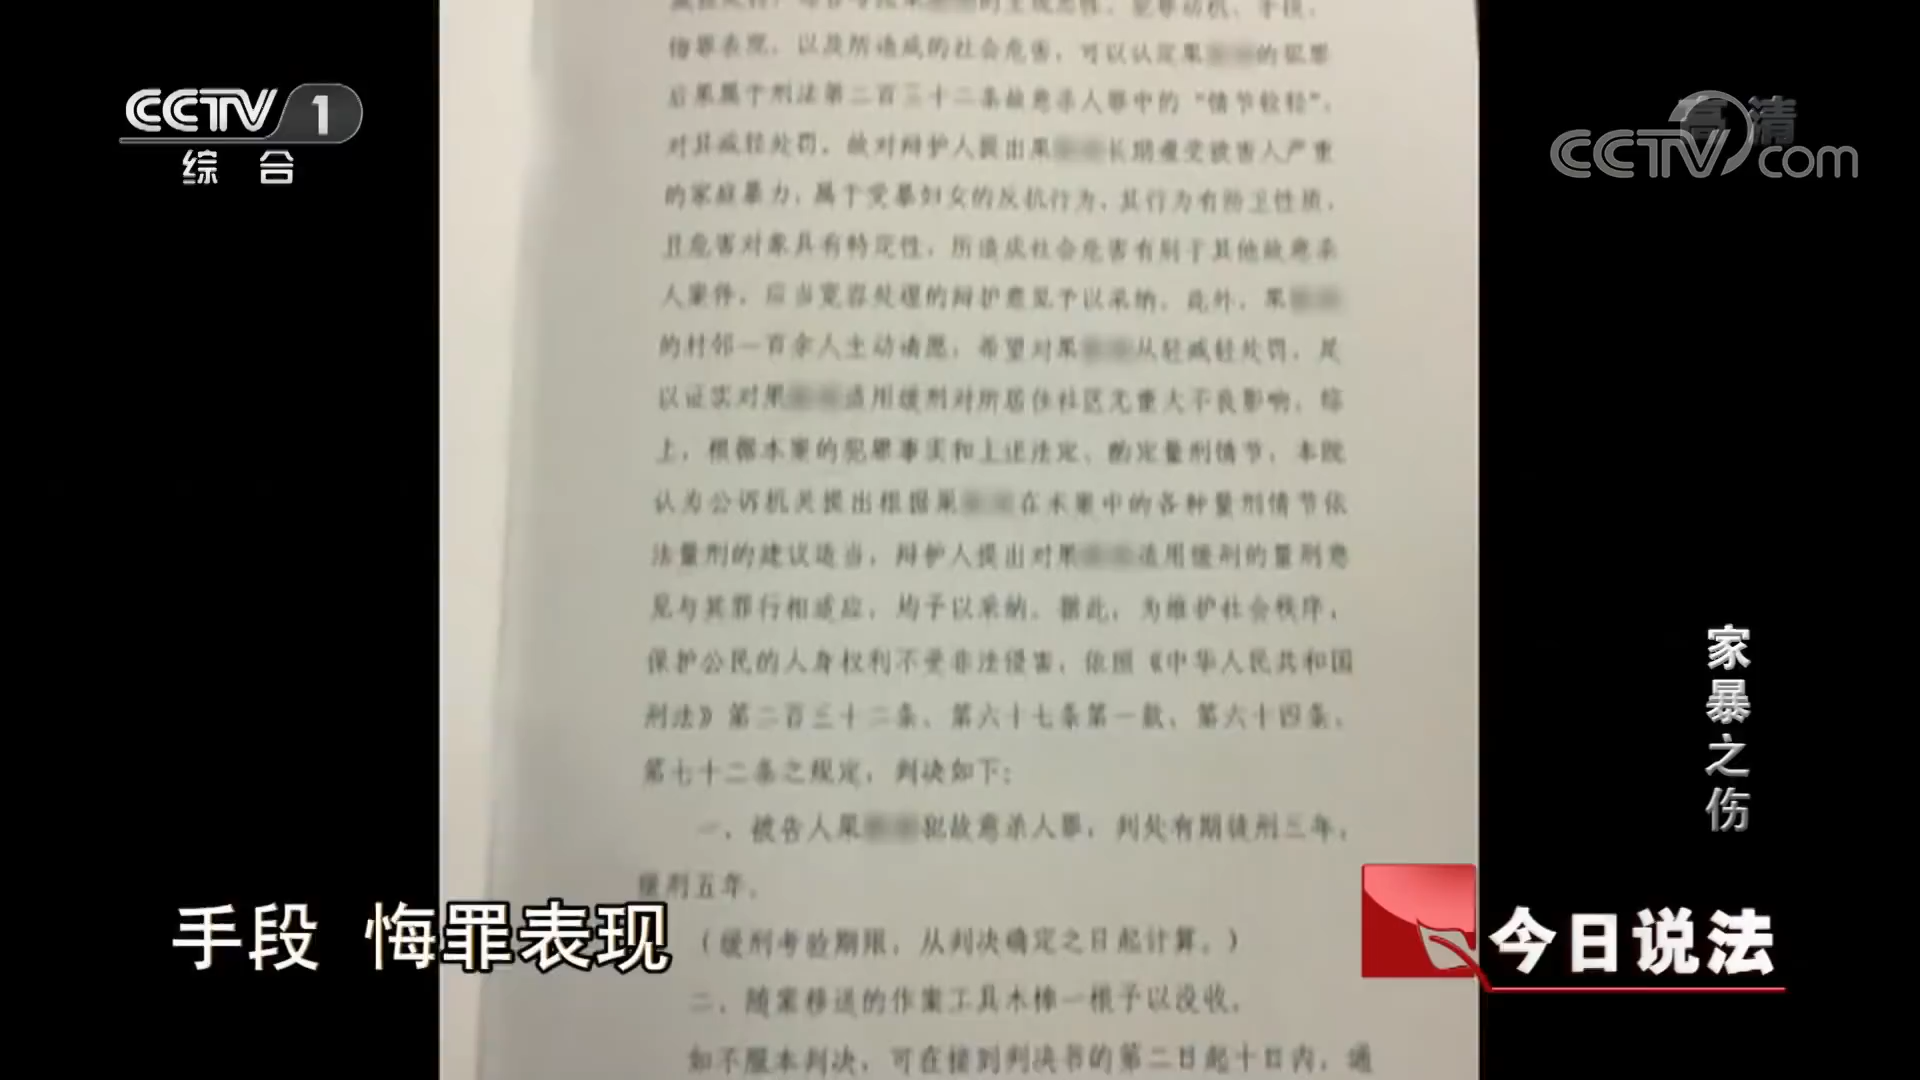 CCTV 1
综 合
高清
CCTV com
悔罪表现，以及所造成的社会危害，可以认定果 的犯罪
后果属于刑法第二百三十二条故意杀人罪中的“情节较轻”，
对其减轻处罚，故对辩护人提出果 长期遭受被害人严重
的家庭暴力，属于受暴妇女的反抗行为，其行为有防卫性质，
且危害对象具有特定性，所造成社会危害有别于其他故意杀
人案件，应当宽容处理的辩护意见予以采纳。此外，果
的村邻一百余人主动请愿，希望对果 从轻减轻处罚，足
以证实对果 适用缓刑对所居住社区无重大不良影响。综
上，根据本案的犯罪事实和上述法定、酌定量刑情节，本院
认为公诉机关提出根据果 在本案中的各种量刑情节依
法量刑的建议适当，辩护人提出对果 适用缓刑的量刑意
见与其罪行相适应，均予以采纳。据此，为维护社会秩序，
保护公民的人身权利不受非法侵害，依照《中华人民共和国
刑法》第二百三十二条、第六十七条第一款、第六十四条、
第七十二条之规定，判决如下：
一、被告人果 犯故意杀人罪，判处有期徒刑三年，
缓刑五年。
（缓刑考验期限，从判决确定之日起计算。）
二、随案移送的作案工具木棒一根予以没收。
如不服本判决，可在接到判决书的第二日起十日内，通
家暴之伤
手段 悔罪表现
今日说法